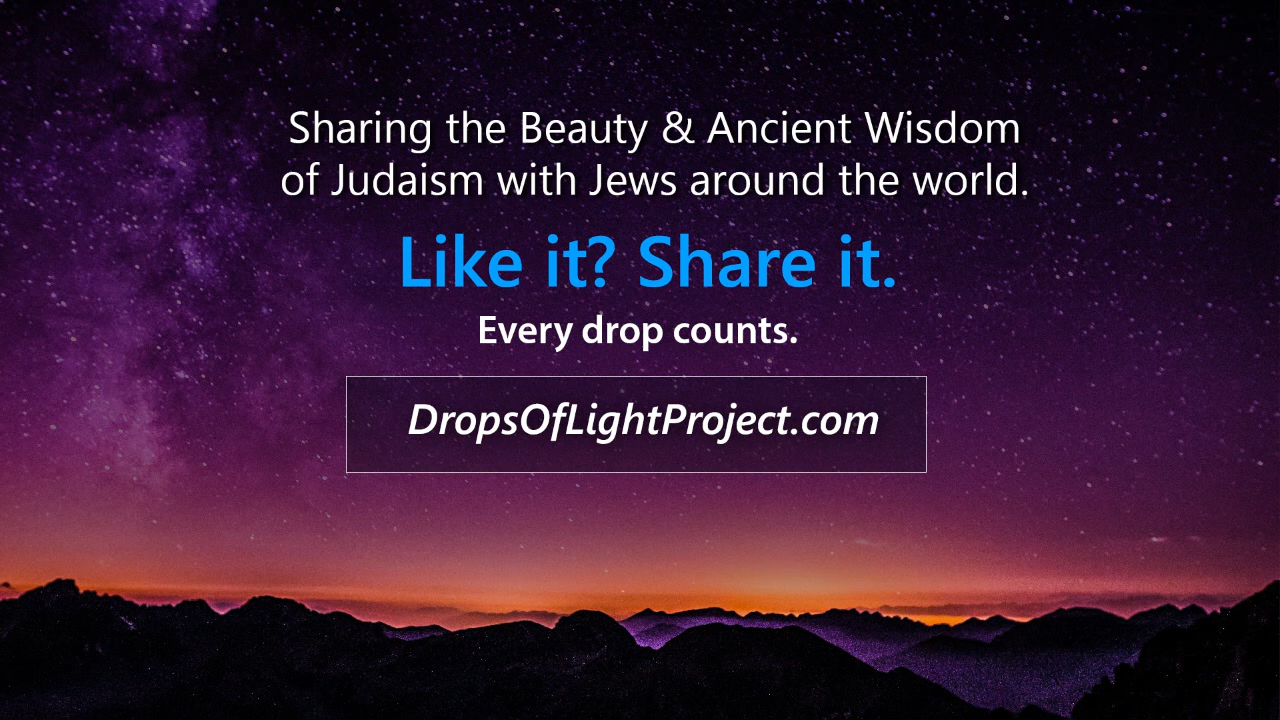 Sharing the Beauty & Ancient Wisdom
of Judaism with Jews around the world.
Like it? Share it.
Every drop counts.
DropsOfLightProject.com